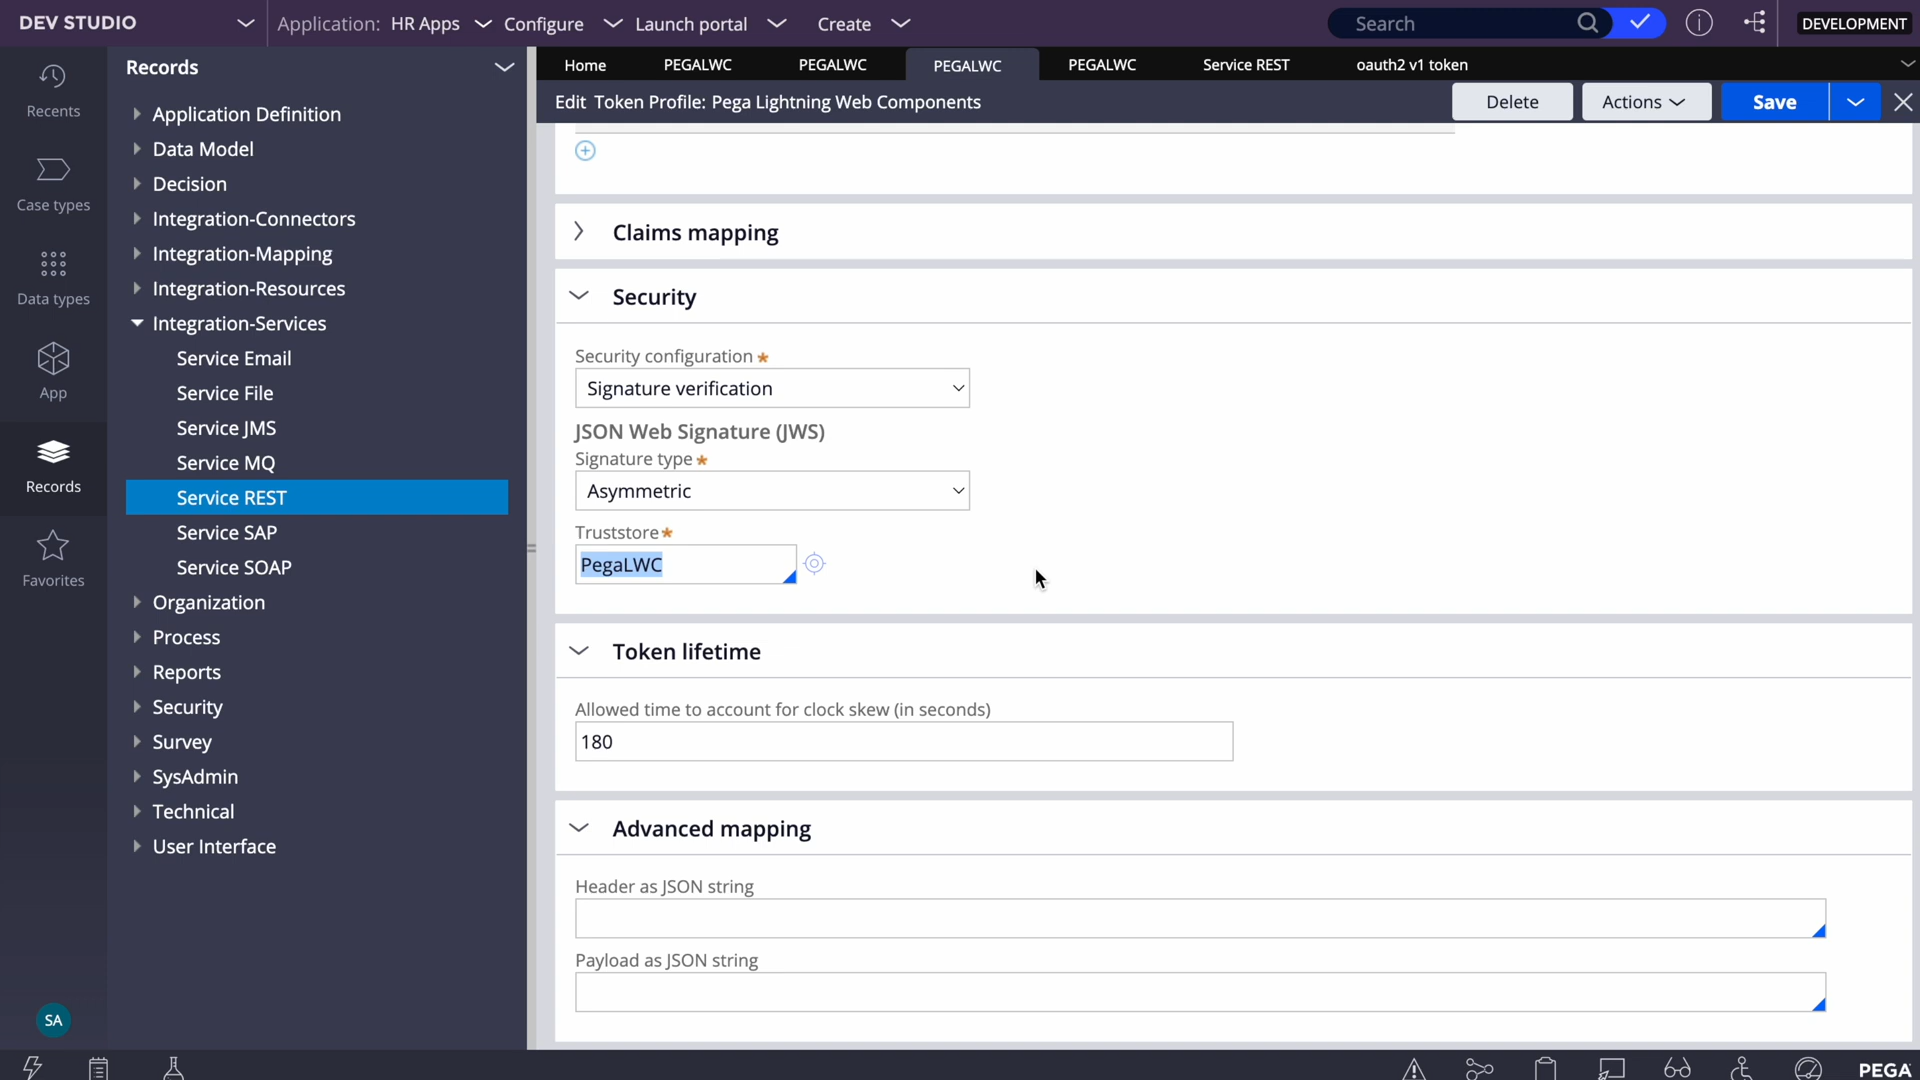 DEV STUDIO
Application: HR Apps
Configure
Launch portal
Create
Search
DEVELOPMENT
Recents
Case types
Data types
App
Records
Favorites
SA
Records
Application Definition
Data Model
Decision
Integration-Connectors
Integration-Mapping
Integration-Resources
Integration-Services
Service Email
Service File
Service JMS
Service MQ
Service REST
Service SAP
Service SOAP
Organization
Process
Reports
Security
Survey
SysAdmin
Technical
User Interface
Home
PEGALWC
PEGALWC
PEGALWC
PEGALWC
Service REST
oauth2 v1 token
Edit Token Profile: Pega Lightning Web Components
Delete
Actions
Save
Claims mapping
Security
Security configuration *
Signature verification
JSON Web Signature (JWS)
Signature type *
Asymmetric
Truststore *
PegaLWC
Token lifetime
Allowed time to account for clock skew (in seconds)
180
Advanced mapping
Header as JSON string
Payload as JSON string
PEGA